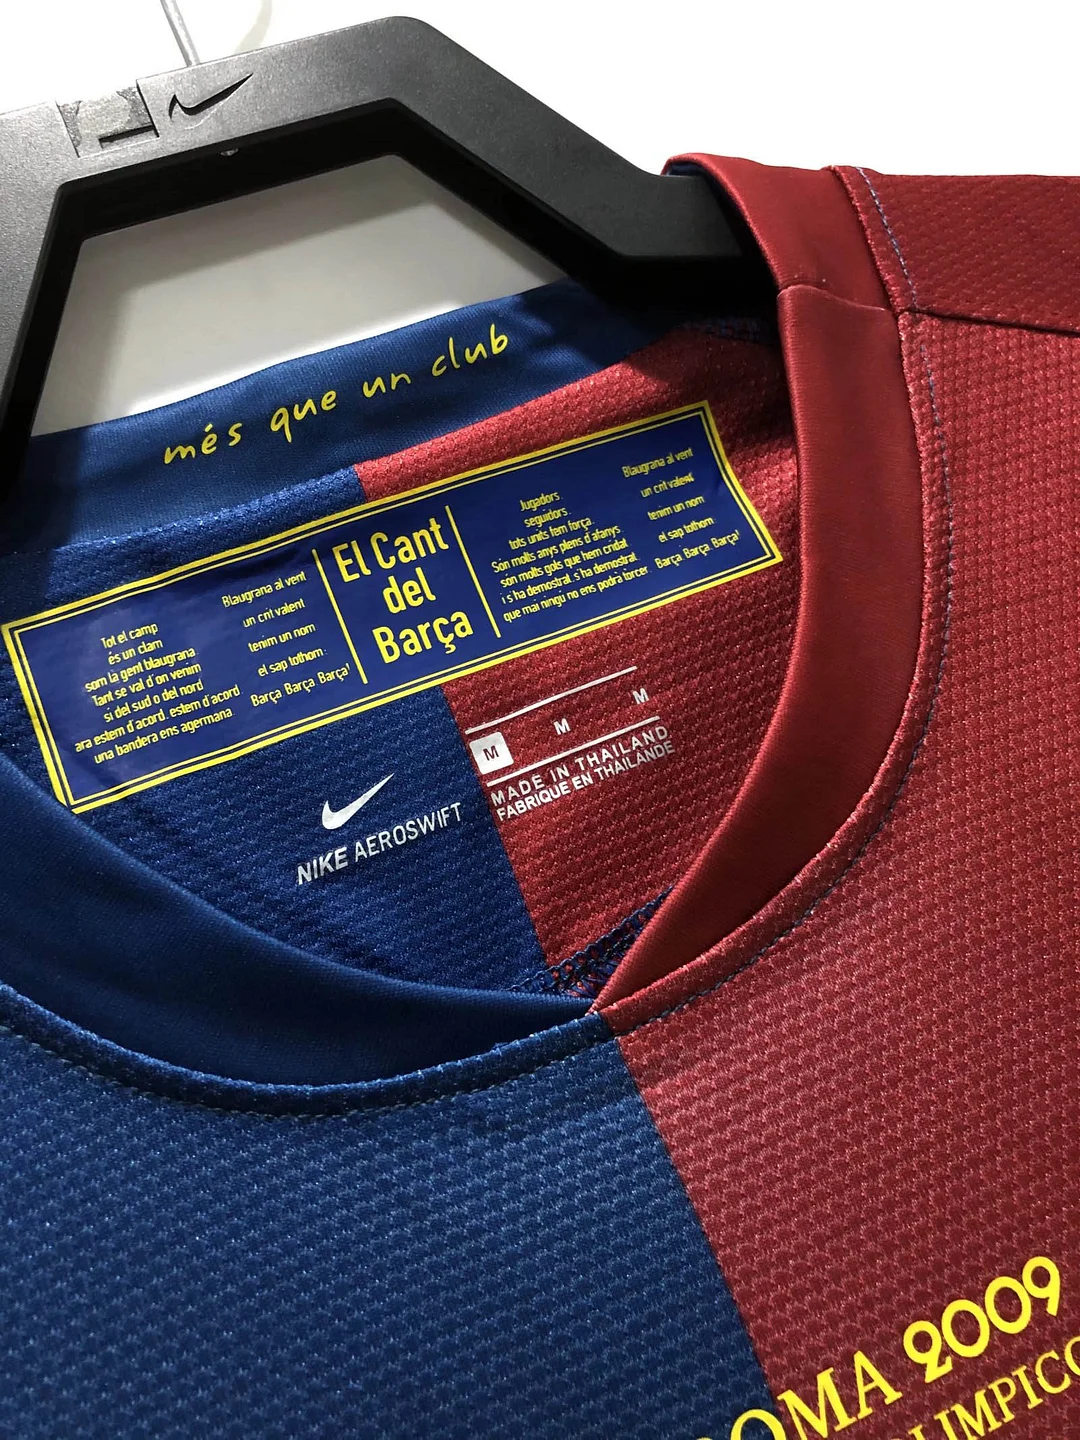 més que un club
Tot el camp
és un clam
som la gent blaugrana
Tant se val d'on venim
si del sud o del nord
ara estem d'acord, estem d'acord
una bandera ens agermana
Blaugrana al vent
un crit valent
tenim un nom
el sap tothom:
Barça Barça Barça!
El Cant
del
Barça
Jugadors,
seguidors,
tots units fem força.
Són molts anys plens d'afanys
són molts gols que hem cridat
i s'ha demostrat, s'ha demostrat
que mai ningú no ens podrà tòrcer.
Blaugrana al vent
un crit valent
tenim un nom
el sap tothom:
Barça Barça Barça!
M M M
MADE IN THAILAND
FABRIQUE EN THAILANDE
NIKE AEROSWIFT
OMA 2009
LIMPICO